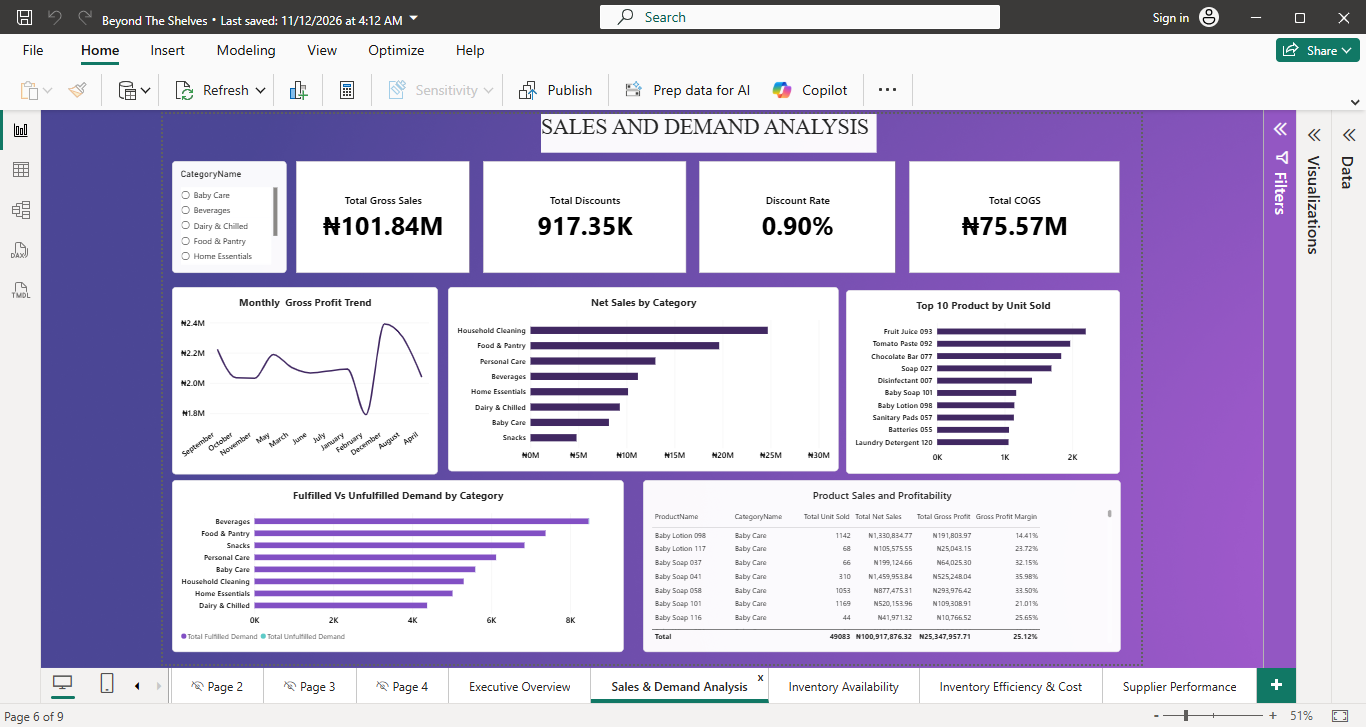 Beyond The Shelves • Last saved: 11/12/2026 at 4:12 AM
Search
Sign in
File Home Insert Modeling View Optimize Help
Share
Refresh
Sensitivity
Publish
Prep data for AI
Copilot
DAX
TMDL
SALES AND DEMAND ANALYSIS
CategoryName
Baby Care
Beverages
Dairy & Chilled
Food & Pantry
Home Essentials
Total Gross Sales
₦101.84M
Total Discounts
917.35K
Discount Rate
0.90%
Total COGS
₦75.57M
Monthly Gross Profit Trend
₦2.4M
₦2.2M
₦2.0M
₦1.8M
September October November May March June July January February December August April
Net Sales by Category
Household Cleaning
Food & Pantry
Personal Care
Beverages
Home Essentials
Dairy & Chilled
Baby Care
Snacks
₦0M ₦5M ₦10M ₦15M ₦20M ₦25M ₦30M
Top 10 Product by Unit Sold
Fruit Juice 093
Tomato Paste 092
Chocolate Bar 077
Soap 027
Disinfectant 007
Baby Soap 101
Baby Lotion 098
Sanitary Pads 057
Batteries 055
Laundry Detergent 120
0K 1K 2K
Fulfilled Vs Unfulfilled Demand by Category
Beverages
Food & Pantry
Snacks
Personal Care
Baby Care
Household Cleaning
Home Essentials
Dairy & Chilled
0K 2K 4K 6K 8K
Total Fulfilled Demand Total Unfulfilled Demand
Product Sales and Profitability
ProductName CategoryName Total Unit Sold Total Net Sales Total Gross Profit Gross Profit Margin
Baby Lotion 098 Baby Care 1142 ₦1,330,834.77 ₦191,803.97 14.41%
Baby Lotion 117 Baby Care 68 ₦105,575.55 ₦25,043.15 23.72%
Baby Soap 037 Baby Care 66 ₦199,124.66 ₦64,025.30 32.15%
Baby Soap 041 Baby Care 310 ₦1,459,953.84 ₦525,248.04 35.98%
Baby Soap 058 Baby Care 1053 ₦877,475.31 ₦293,976.42 33.50%
Baby Soap 101 Baby Care 1169 ₦520,153.96 ₦109,308.91 21.01%
Baby Soap 116 Baby Care 44 ₦41,971.32 ₦10,766.52 25.65%
Total 49083 ₦100,917,876.32 ₦25,347,957.71 25.12%
Filters
Visualizations
Data
Page 2
Page 3
Page 4
Executive Overview
Sales & Demand Analysis
x
Inventory Availability
Inventory Efficiency & Cost
Supplier Performance
Page 6 of 9
51%